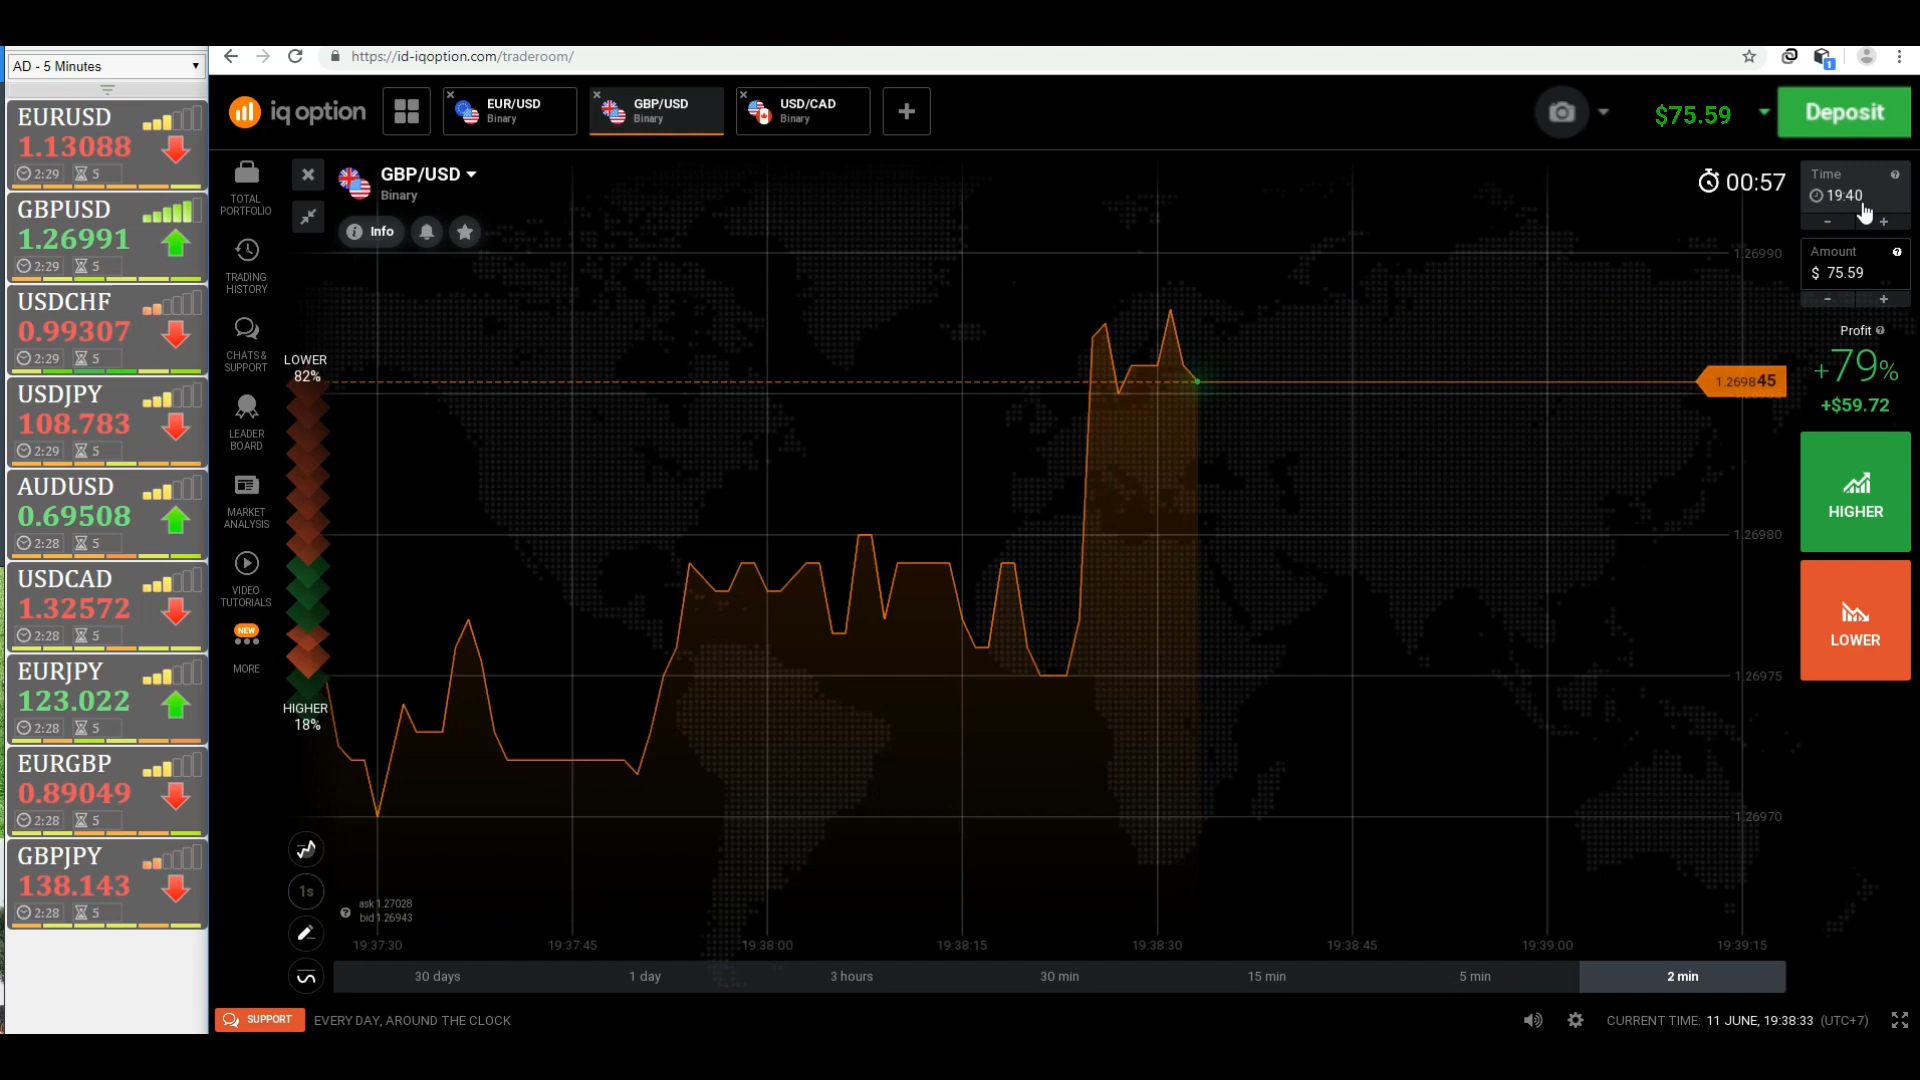 AD - 5 Minutes
EURUSD
1.13088
2:29 5
GBPUSD
1.26991
2:29 5
USDCHF
0.99307
2:29 5
USDJPY
108.783
2:29 5
AUDUSD
0.69508
2:28 5
USDCAD
1.32572
2:28 5
EURJPY
123.022
2:28 5
EURGBP
0.89049
2:28 5
GBPJPY
138.143
2:28 5
https://id-iqoption.com/traderoom/
1
iq option
EUR/USD
Binary
GBP/USD
Binary
USD/CAD
Binary
$75.59
Deposit
TOTAL
PORTFOLIO
TRADING
HISTORY
CHATS &
SUPPORT
LEADER
BOARD
MARKET
ANALYSIS
VIDEO
TUTORIALS
NEW
MORE
GBP/USD
Binary
Info
LOWER
82%
HIGHER
18%
00:57
1.26990
1.269845
1.26980
1.26975
1.26970
1s
ask 1.27028
bid 1.26943
19:37:30 19:37:45 19:38:00 19:38:15 19:38:30 19:38:45 19:39:00 19:39:15
30 days 1 day 3 hours 30 min 15 min 5 min 2 min
Time
19:40
- +
Amount
$ 75.59
- +
Profit
+79%
+$59.72
HIGHER
LOWER
SUPPORT EVERY DAY, AROUND THE CLOCK
CURRENT TIME: 11 JUNE, 19:38:33 (UTC+7)